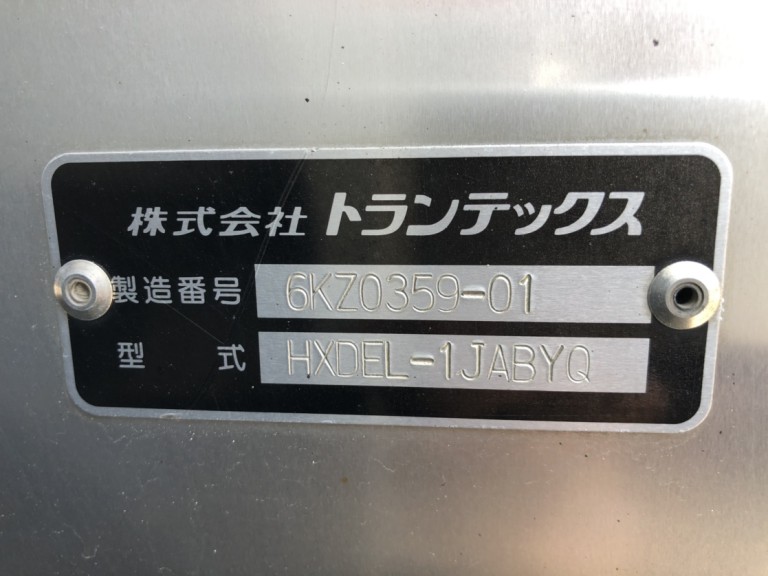 株式会社 トランテックス
製造番号 6KZ0359-01
型式 HXDEL-1JABYQ